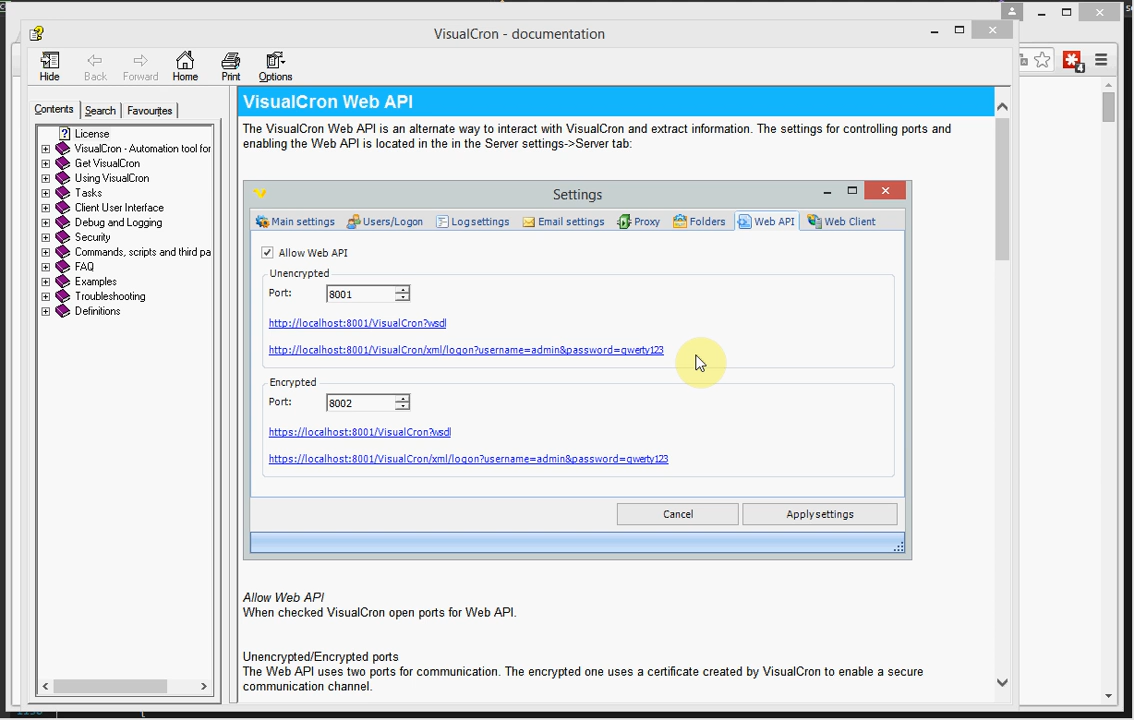 VisualCron - documentation
Hide
Back
Forward
Home
Print
Options
4
Contents
Search
Favourites
License
VisualCron - Automation tool for
Get VisualCron
Using VisualCron
Tasks
Client User Interface
Debug and Logging
Security
Commands, scripts and third pa
FAQ
Examples
Troubleshooting
Definitions
VisualCron Web API
The VisualCron Web API is an alternate way to interact with VisualCron and extract information. The settings for controlling ports and
enabling the Web API is located in the in the Server settings->Server tab:
Settings
Main settings
Users/Logon
Log settings
Email settings
Proxy
Folders
Web API
Web Client
Allow Web API
Unencrypted
Port: 8001
http://localhost:8001/VisualCron?wsdl
http://localhost:8001/VisualCron/xml/logon?username=admin&password=qwerty123
Encrypted
Port: 8002
https://localhost:8001/VisualCron?wsdl
https://localhost:8001/VisualCron/xml/logon?username=admin&password=qwerty123
Cancel
Apply settings
Allow Web API
When checked VisualCron open ports for Web API.
Unencrypted/Encrypted ports
The Web API uses two ports for communication. The encrypted one uses a certificate created by VisualCron to enable a secure
communication channel.